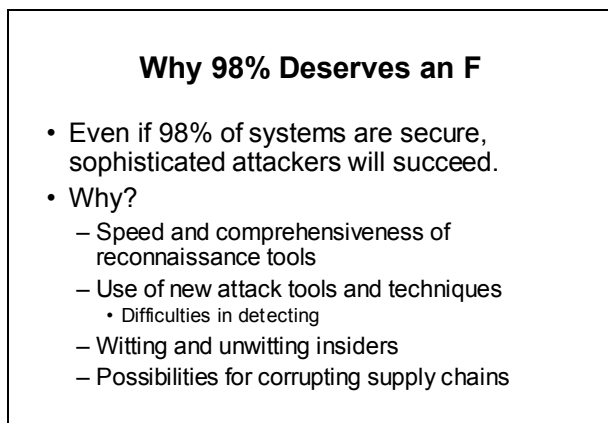 Why 98% Deserves an F
• Even if 98% of systems are secure,
sophisticated attackers will succeed.
• Why?
– Speed and comprehensiveness of
reconnaissance tools
– Use of new attack tools and techniques
• Difficulties in detecting
– Witting and unwitting insiders
– Possibilities for corrupting supply chains